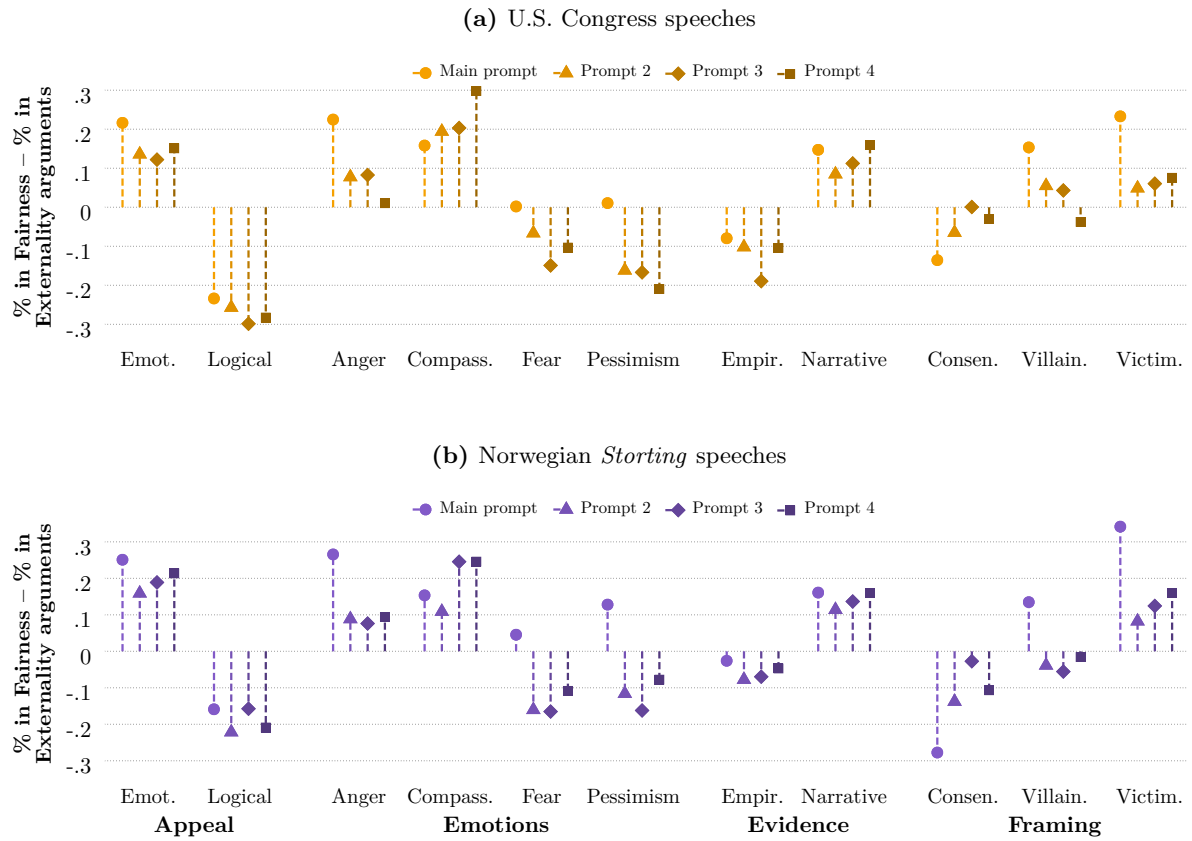 (a) U.S. Congress speeches
Main prompt Prompt 2 Prompt 3 Prompt 4
% in Fairness – % in
Externality arguments
.3
.2
.1
0
-.1
-.2
-.3
Emot. Logical Anger Compass. Fear Pessimism Empir. Narrative Consen. Villain. Victim.
(b) Norwegian Storting speeches
Main prompt Prompt 2 Prompt 3 Prompt 4
% in Fairness – % in
Externality arguments
.3
.2
.1
0
-.1
-.2
-.3
Emot. Logical Anger Compass. Fear Pessimism Empir. Narrative Consen. Villain. Victim.
Appeal Emotions Evidence Framing